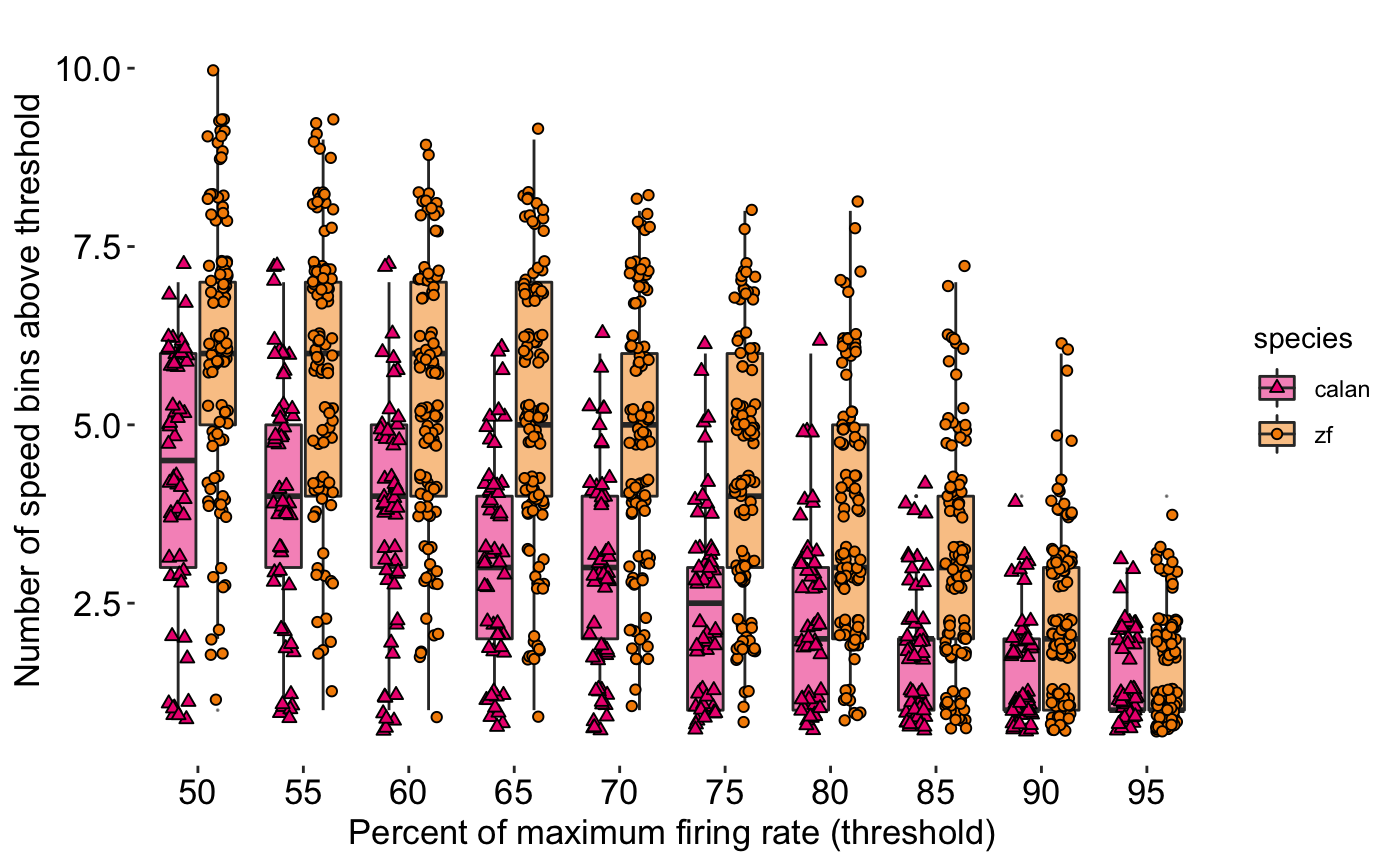 Number of speed bins above threshold
10.0
7.5
5.0
2.5
50 55 60 65 70 75 80 85 90 95
Percent of maximum firing rate (threshold)
species
calan
zf